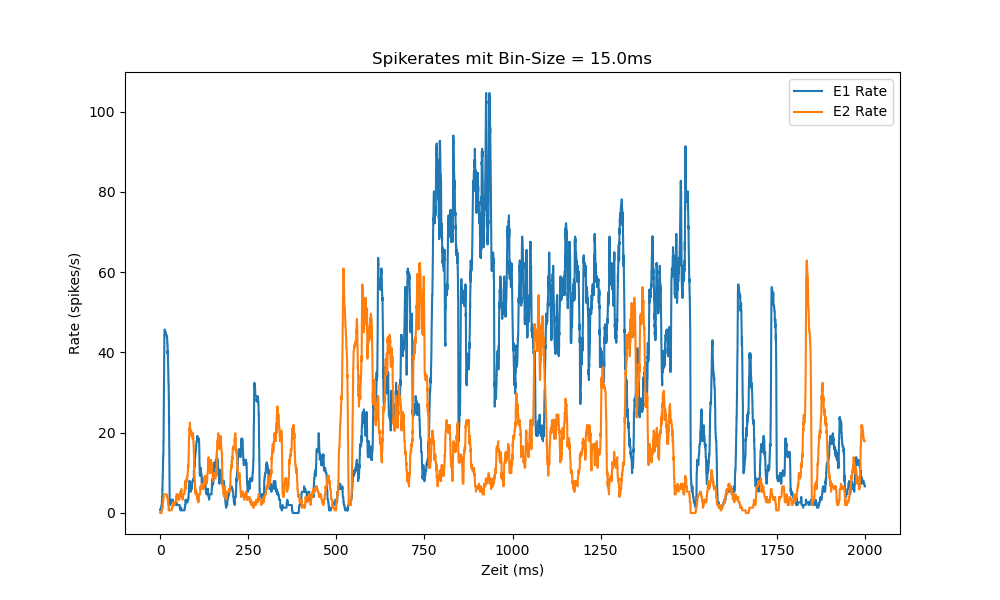 Spikerates mit Bin-Size = 15.0ms
E1 Rate
E2 Rate
100
80
60
40
20
0
Rate (spikes/s)
0 250 500 750 1000 1250 1500 1750 2000
Zeit (ms)